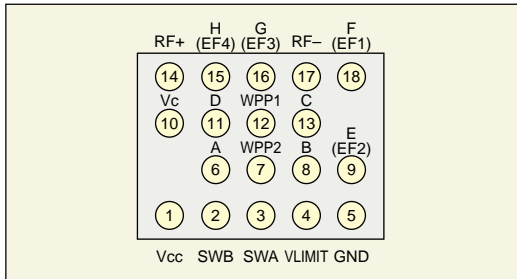 H G F
RF+ (EF4) (EF3) RF– (EF1)
14 15 16 17 18
Vc D WPP1 C
10 11 12 13
E
A WPP2 B (EF2)
6 7 8 9
1 2 3 4 5
Vcc SWB SWA VLIMIT GND